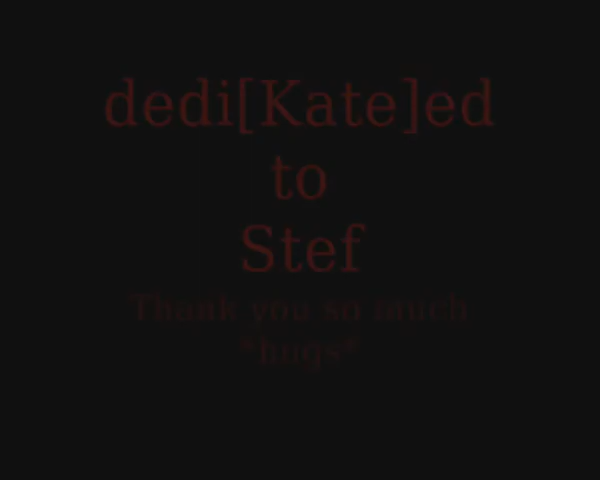 dedi[Kate]ed
to
Stef
Thank you so much
*hugs*